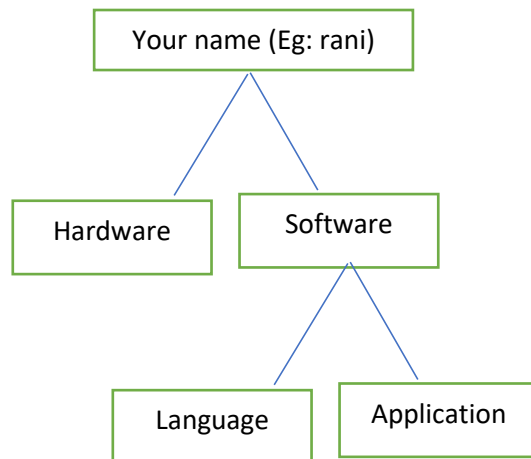 Your name (Eg: rani)
Hardware
Software
Language
Application